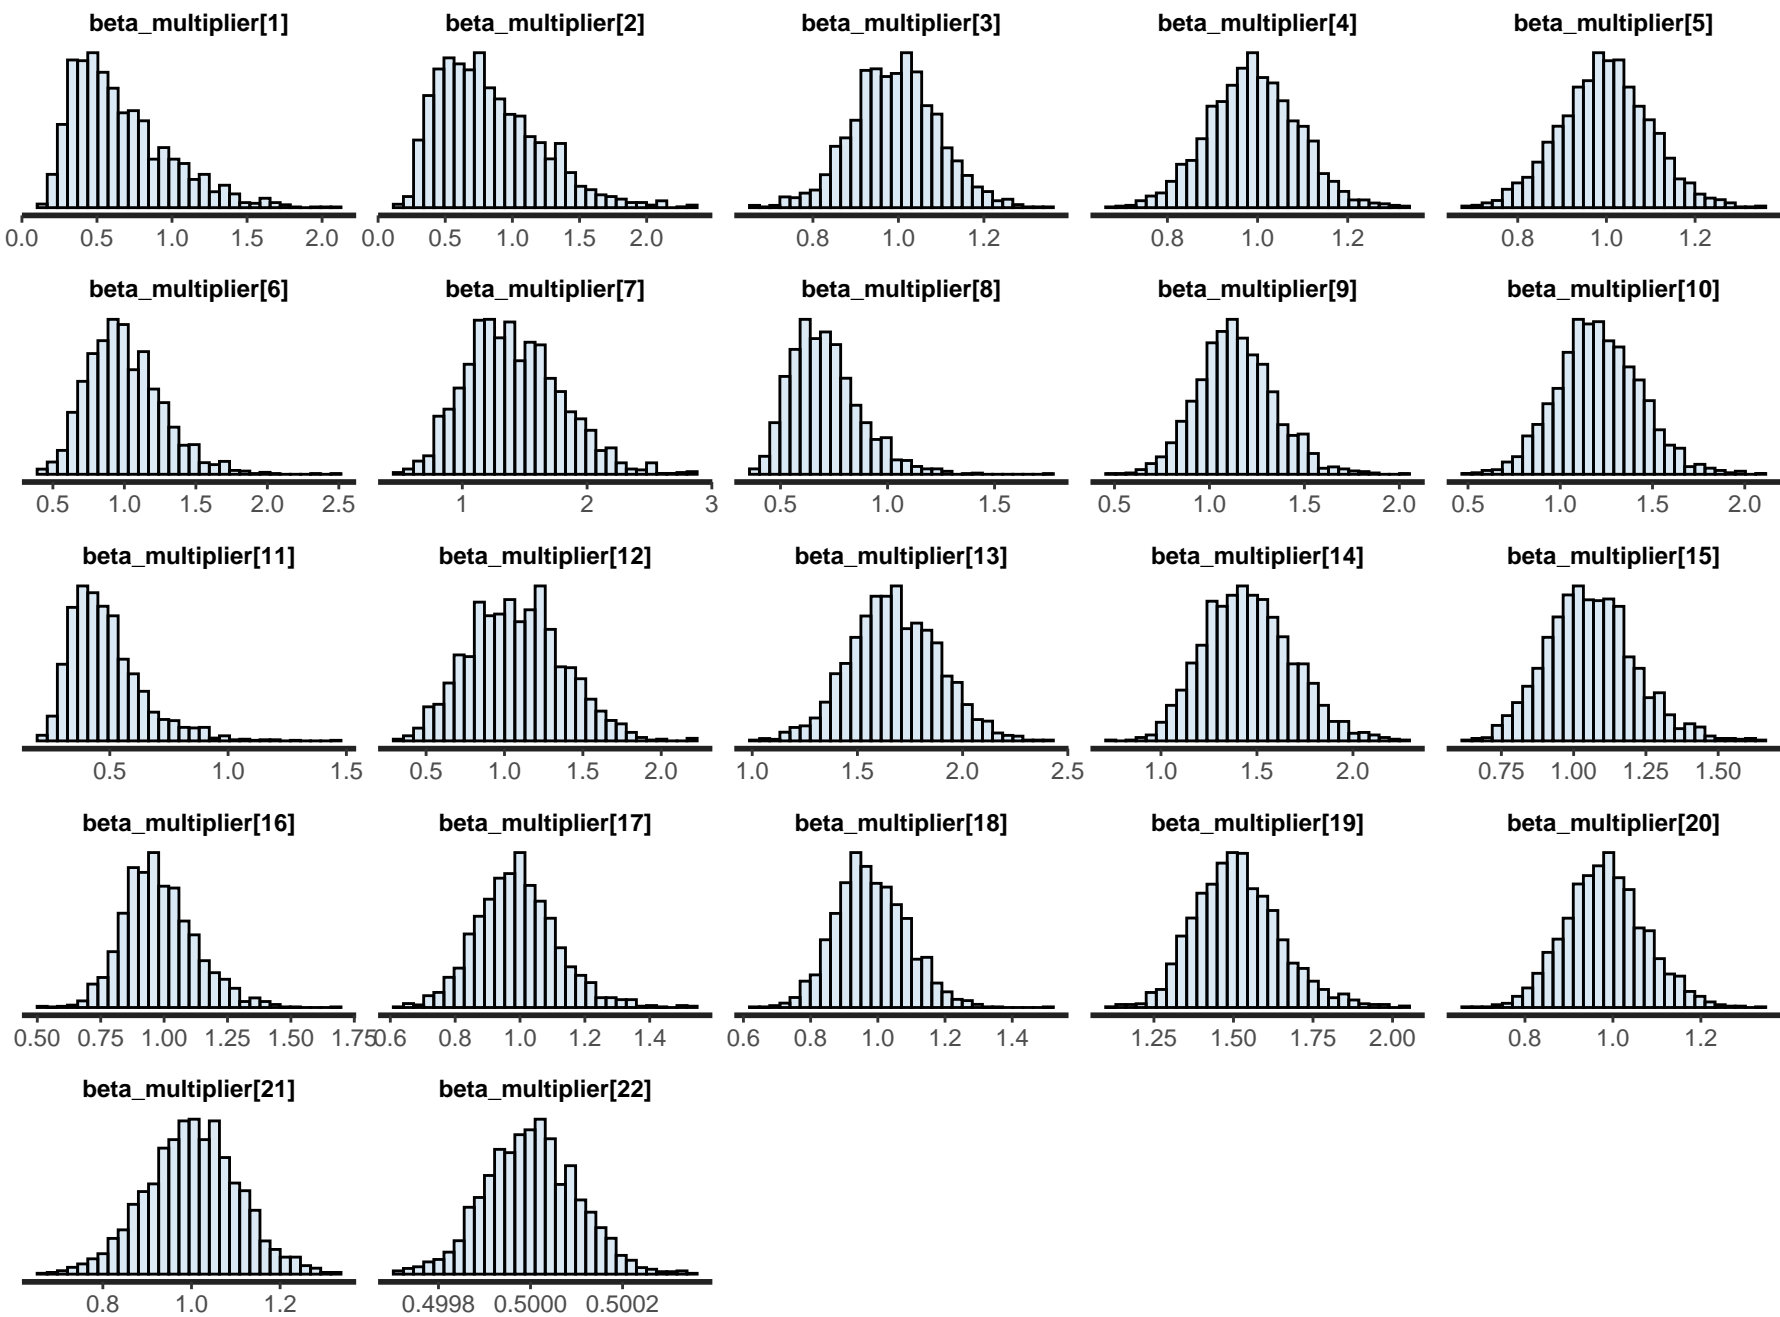 beta_multiplier[1] beta_multiplier[2] beta_multiplier[3] beta_multiplier[4] beta_multiplier[5]
0.0 0.5 1.0 1.5 2.0 0.0 0.5 1.0 1.5 2.0 0.8 1.0 1.2 0.8 1.0 1.2 0.8 1.0 1.2
beta_multiplier[6] beta_multiplier[7] beta_multiplier[8] beta_multiplier[9] beta_multiplier[10]
0.5 1.0 1.5 2.0 2.5 1 2 3 0.5 1.0 1.5 0.5 1.0 1.5 2.0 0.5 1.0 1.5 2.0
beta_multiplier[11] beta_multiplier[12] beta_multiplier[13] beta_multiplier[14] beta_multiplier[15]
0.5 1.0 1.5 0.5 1.0 1.5 2.0 1.0 1.5 2.0 2.5 1.0 1.5 2.0 0.75 1.00 1.25 1.50
beta_multiplier[16] beta_multiplier[17] beta_multiplier[18] beta_multiplier[19] beta_multiplier[20]
0.50 0.75 1.00 1.25 1.50 1.75 0.6 0.8 1.0 1.2 1.4 0.6 0.8 1.0 1.2 1.4 1.25 1.50 1.75 2.00 0.8 1.0 1.2
beta_multiplier[21] beta_multiplier[22]
0.8 1.0 1.2 0.4998 0.5000 0.5002